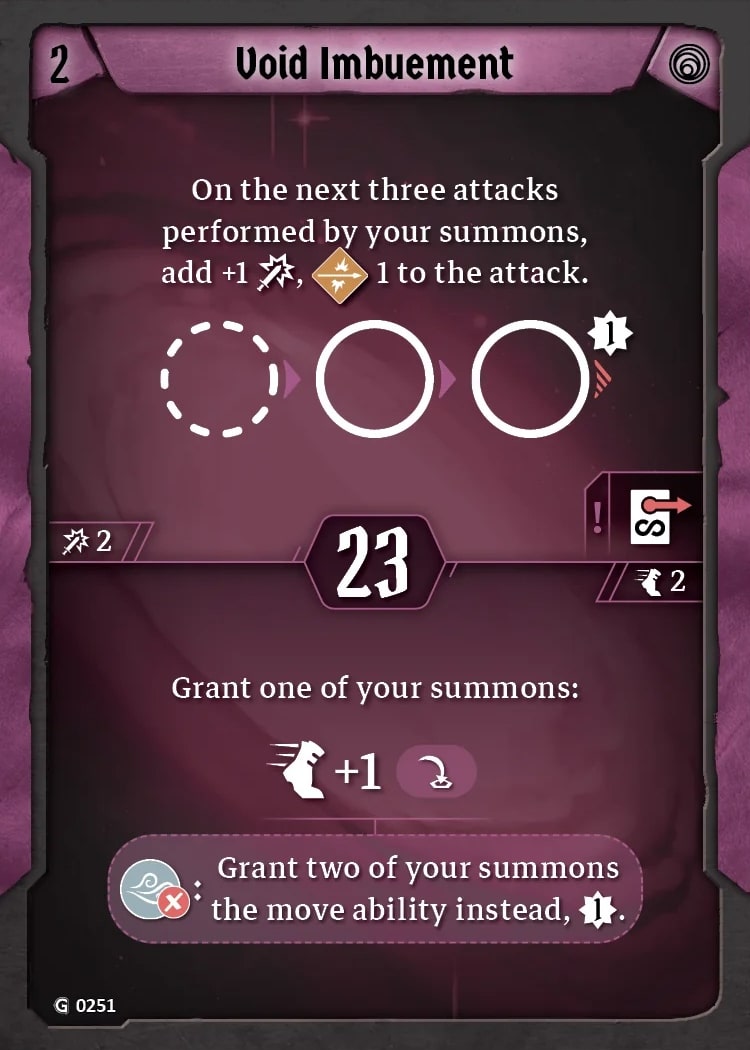 2
Void Imbuement
On the next three attacks
performed by your summons,
add +1 , 1 to the attack.
1
2
23
2
Grant one of your summons:
+1
: Grant two of your summons
the move ability instead, 1.
G 0251